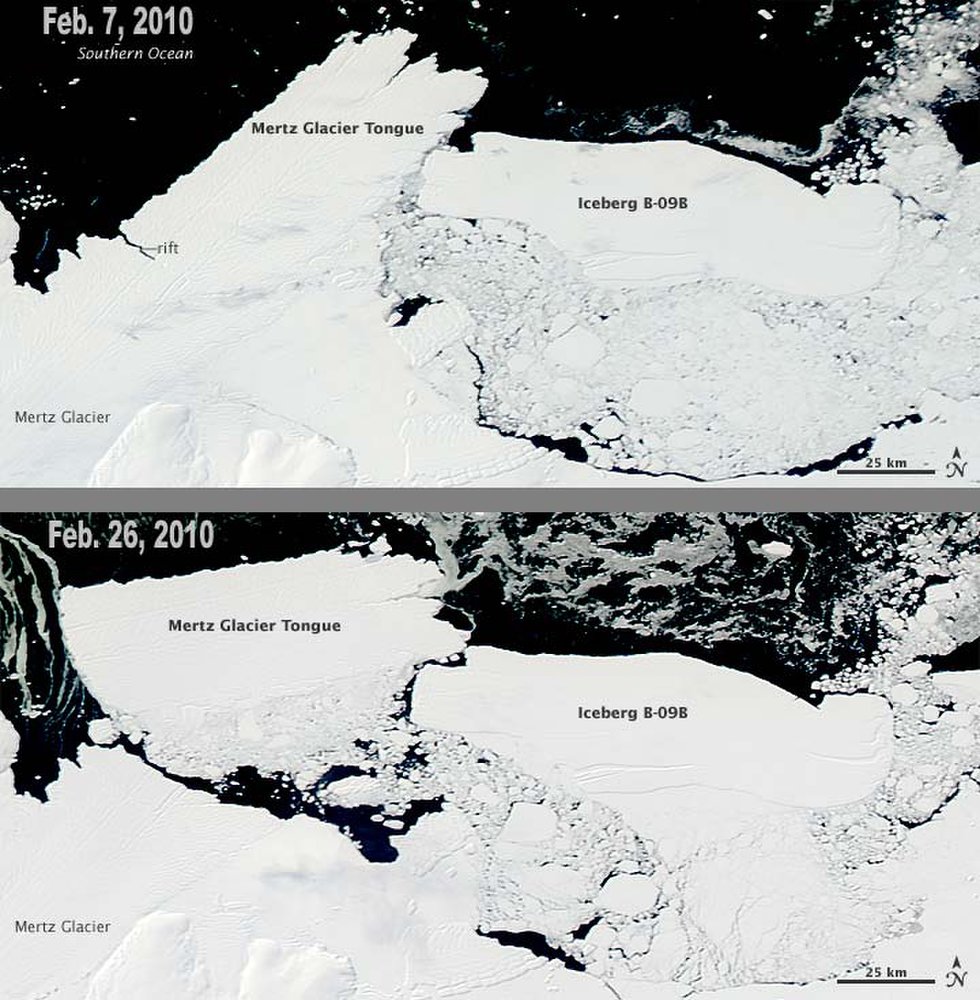 Feb. 7, 2010
Southern Ocean
Mertz Glacier Tongue
Iceberg B-09B
rift
Mertz Glacier
25 km
N
Feb. 26, 2010
Mertz Glacier Tongue
Iceberg B-09B
Mertz Glacier
25 km
N